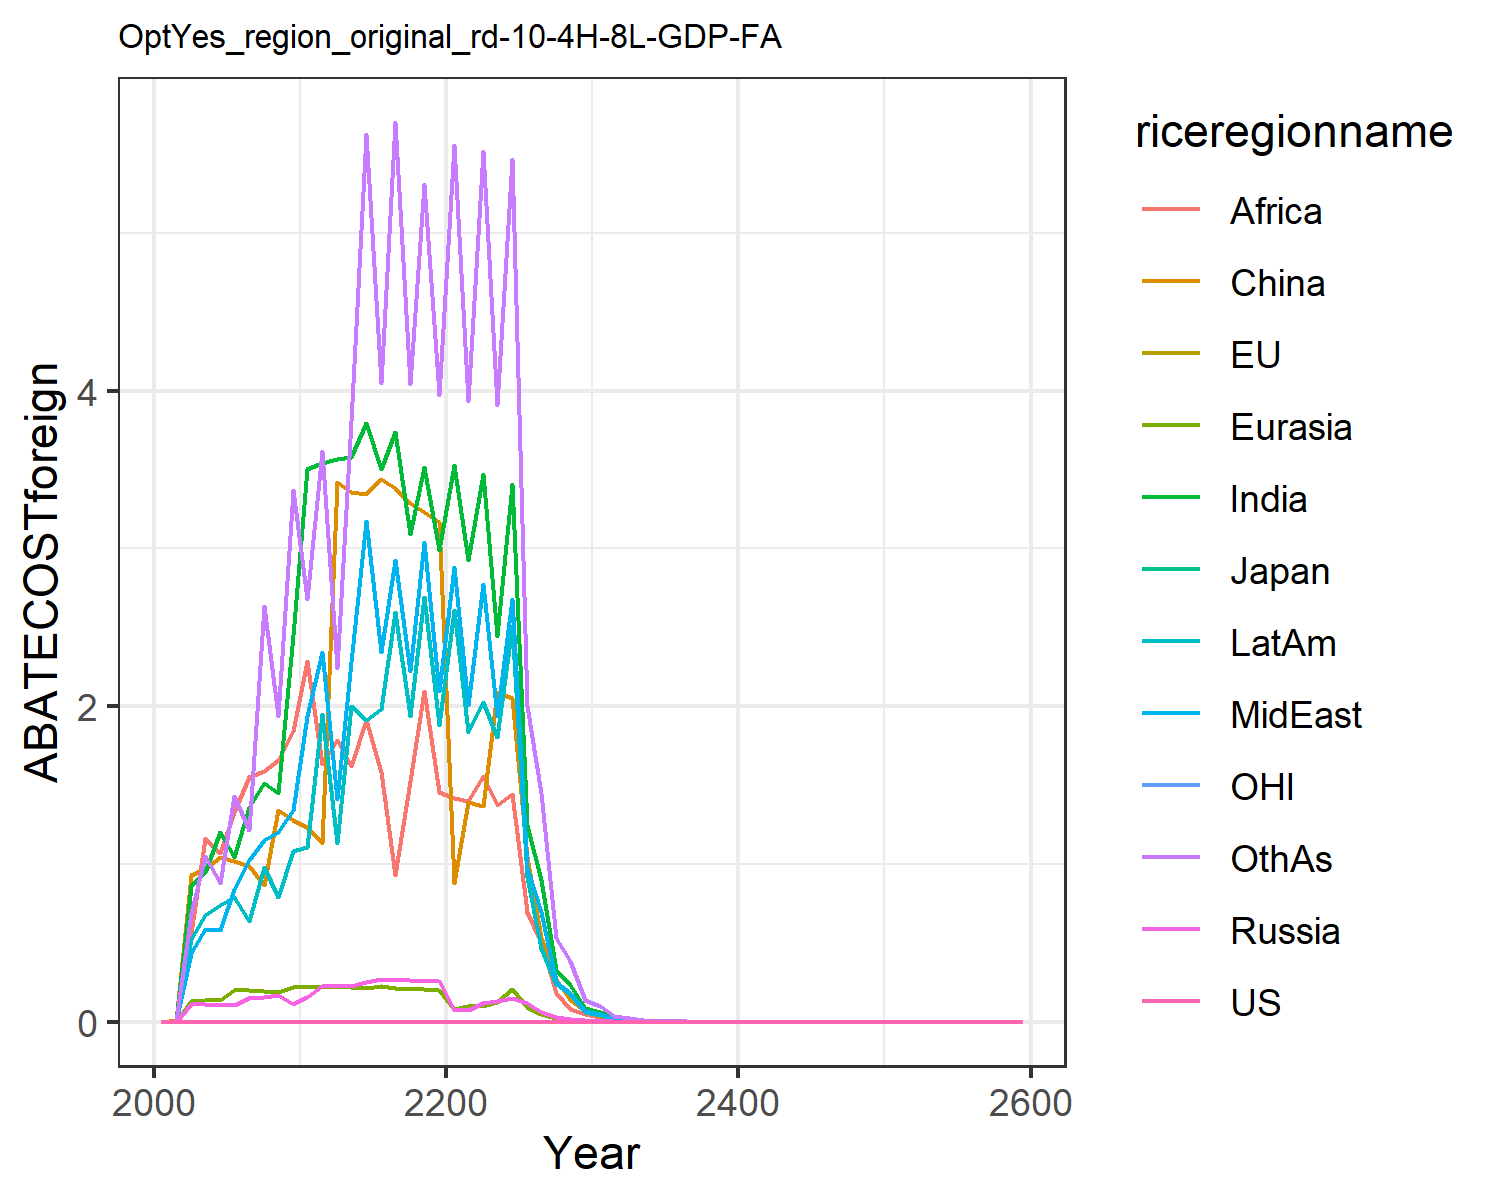 OptYes_region_original_rd-10-4H-8L-GDP-FA
ABATECOSTforeign
4
2
0
2000
2200
2400
2600
Year
riceregionname
Africa
China
EU
Eurasia
India
Japan
LatAm
MidEast
OHI
OthAs
Russia
US